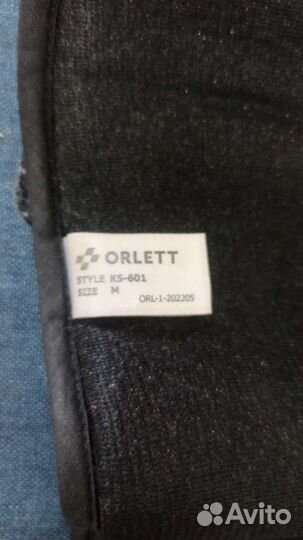 ORLETT
STYLE KS-601
SIZE M
ORL-1-202205
Avito